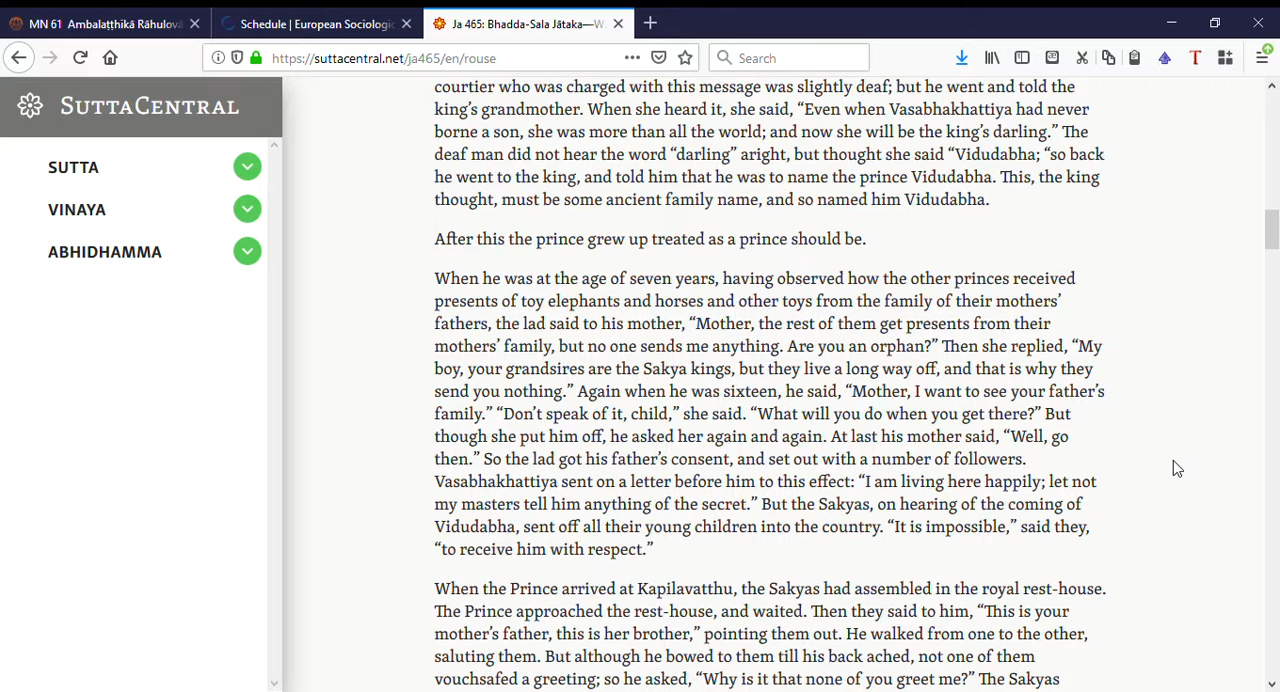 MN 61 Ambalaṭṭhikā Rāhulová
Schedule | European Sociologic
Ja 465: Bhadda-Sala Jātaka—W
https://suttacentral.net/ja465/en/rouse
Search
SUTTACENTRAL
SUTTA
VINAYA
ABHIDHAMMA
courtier who was charged with this message was slightly deaf; but he went and told the
king's grandmother. When she heard it, she said, “Even when Vasabhakhattiya had never
borne a son, she was more than all the world; and now she will be the king's darling.” The
deaf man did not hear the word “darling” aright, but thought she said “Vidudabha; “so back
he went to the king, and told him that he was to name the prince Vidudabha. This, the king
thought, must be some ancient family name, and so named him Vidudabha.
After this the prince grew up treated as a prince should be.
When he was at the age of seven years, having observed how the other princes received
presents of toy elephants and horses and other toys from the family of their mothers’
fathers, the lad said to his mother, “Mother, the rest of them get presents from their
mothers’ family, but no one sends me anything. Are you an orphan?” Then she replied, “My
boy, your grandsires are the Sakya kings, but they live a long way off, and that is why they
send you nothing.” Again when he was sixteen, he said, “Mother, I want to see your father’s
family.” “Don’t speak of it, child,” she said. “What will you do when you get there?” But
though she put him off, he asked her again and again. At last his mother said, “Well, go
then.” So the lad got his father’s consent, and set out with a number of followers.
Vasabhakhattiya sent on a letter before him to this effect: “I am living here happily; let not
my masters tell him anything of the secret.” But the Sakyas, on hearing of the coming of
Vidudabha, sent off all their young children into the country. “It is impossible,” said they,
“to receive him with respect.”
When the Prince arrived at Kapilavatthu, the Sakyas had assembled in the royal rest-house.
The Prince approached the rest-house, and waited. Then they said to him, “This is your
mother’s father, this is her brother,” pointing them out. He walked from one to the other,
saluting them. But although he bowed to them till his back ached, not one of them
vouchsafed a greeting; so he asked, “Why is it that none of you greet me?” The Sakyas